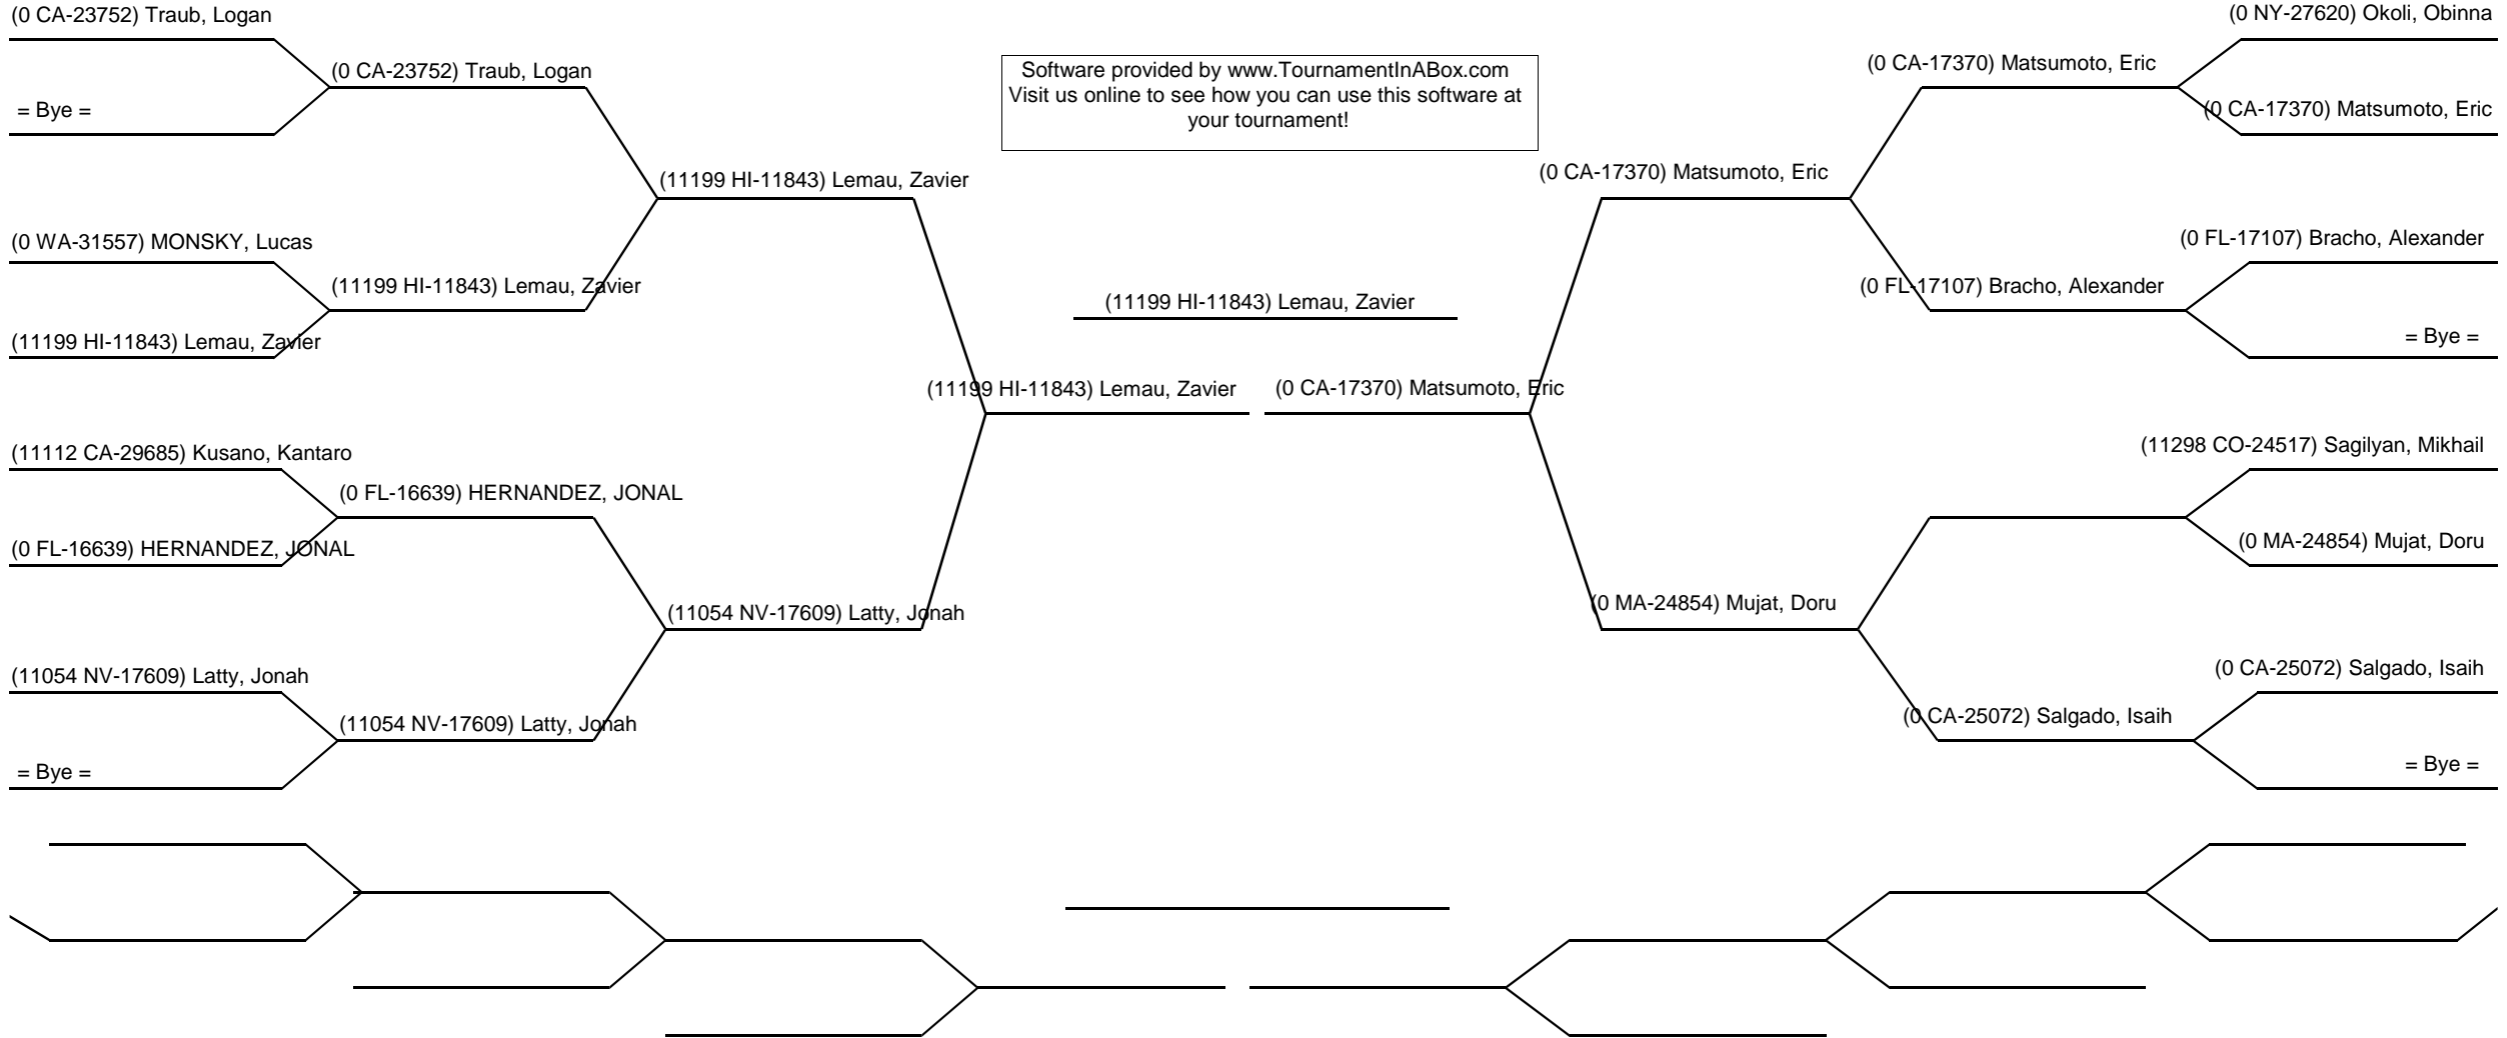 (0 CA-23752) Traub, Logan
= Bye =
(0 WA-31557) MONSKY, Lucas
(11199 HI-11843) Lemau, Zavier
(11112 CA-29685) Kusano, Kantaro
(0 FL-16639) HERNANDEZ, JONAL
(11054 NV-17609) Latty, Jonah
= Bye =
(0 CA-23752) Traub, Logan
(11199 HI-11843) Lemau, Zavier
(0 FL-16639) HERNANDEZ, JONAL
(11054 NV-17609) Latty, Jonah
(11199 HI-11843) Lemau, Zavier
(11054 NV-17609) Latty, Jonah
(11199 HI-11843) Lemau, Zavier
Software provided by www.TournamentInABox.com
Visit us online to see how you can use this software at
your tournament!
(11199 HI-11843) Lemau, Zavier
(0 CA-17370) Matsumoto, Eric
(0 CA-17370) Matsumoto, Eric
(0 MA-24854) Mujat, Doru
(0 CA-17370) Matsumoto, Eric
(0 FL-17107) Bracho, Alexander
(0 CA-25072) Salgado, Isaih
(0 NY-27620) Okoli, Obinna
(0 CA-17370) Matsumoto, Eric
(0 FL-17107) Bracho, Alexander
= Bye =
(11298 CO-24517) Sagilyan, Mikhail
(0 MA-24854) Mujat, Doru
(0 CA-25072) Salgado, Isaih
= Bye =